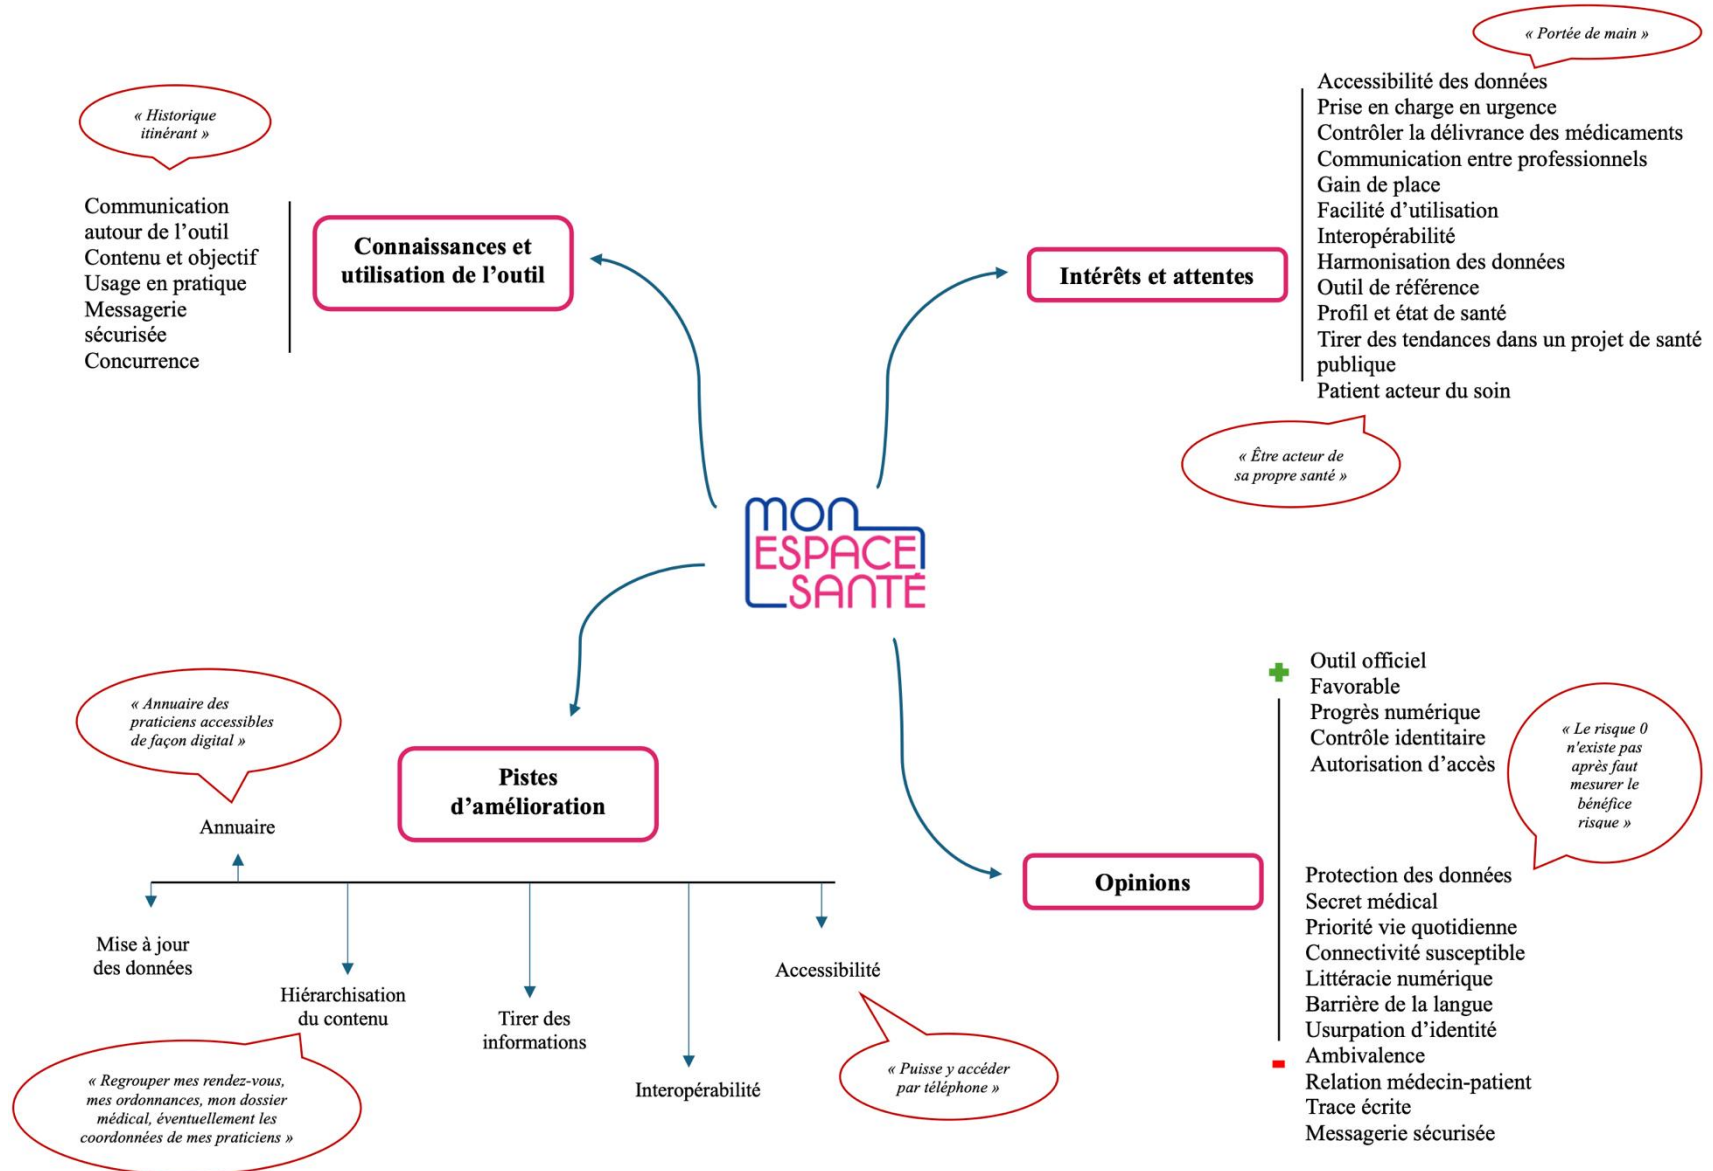 « Portée de main »
Accessibilité des données
Prise en charge en urgence
Contrôler la délivrance des médicaments
Communication entre professionnels
Gain de place
Facilité d’utilisation
Interopérabilité
Harmonisation des données
Outil de référence
Profil et état de santé
Tirer des tendances dans un projet de santé
publique
Patient acteur du soin
« Être acteur de
sa propre santé »
Intérêts et attentes
« Historique
itinérant »
Communication
autour de l’outil
Contenu et objectif
Usage en pratique
Messagerie
sécurisée
Concurrence
Connaissances et
utilisation de l’outil
mon
ESPACE
SANTÉ
« Annuaire des
praticiens accessibles
de façon digital »
Pistes
d’amélioration
Annuaire
Mise à jour
des données
Hiérarchisation
du contenu
Tirer des
informations
Interopérabilité
Accessibilité
« Regrouper mes rendez-vous,
mes ordonnances, mon dossier
médical, éventuellement les
coordonnées de mes praticiens »
« Puisse y accéder
par téléphone »
Opinions
Outil officiel
Favorable
Progrès numérique
Contrôle identitaire
Autorisation d’accès
« Le risque 0
n'existe pas
après faut
mesurer le
bénéfice
risque »
Protection des données
Secret médical
Priorité vie quotidienne
Connectivité susceptible
Littéracie numérique
Barrière de la langue
Usurpation d’identité
Ambivalence
Relation médecin-patient
Trace écrite
Messagerie sécurisée